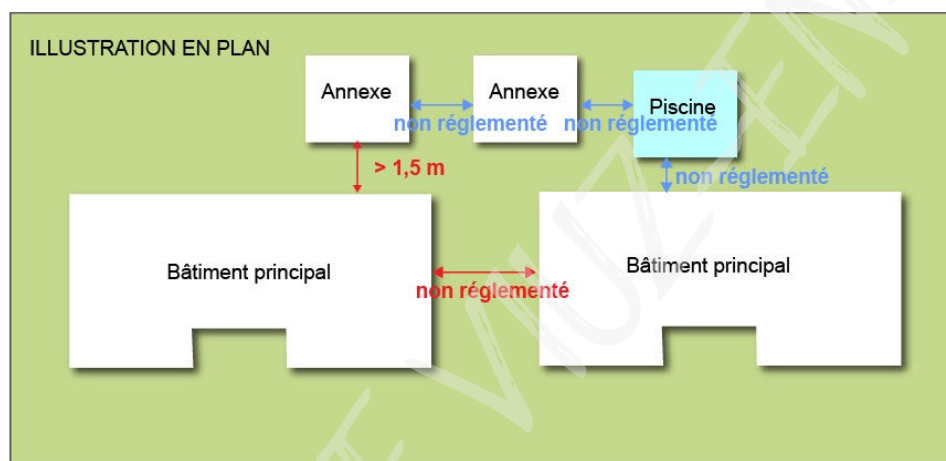 ILLUSTRATION EN PLAN
Annexe
Annexe
Piscine
non réglementé
non réglementé
> 1,5 m
non réglementé
Bâtiment principal
Bâtiment principal
non réglementé